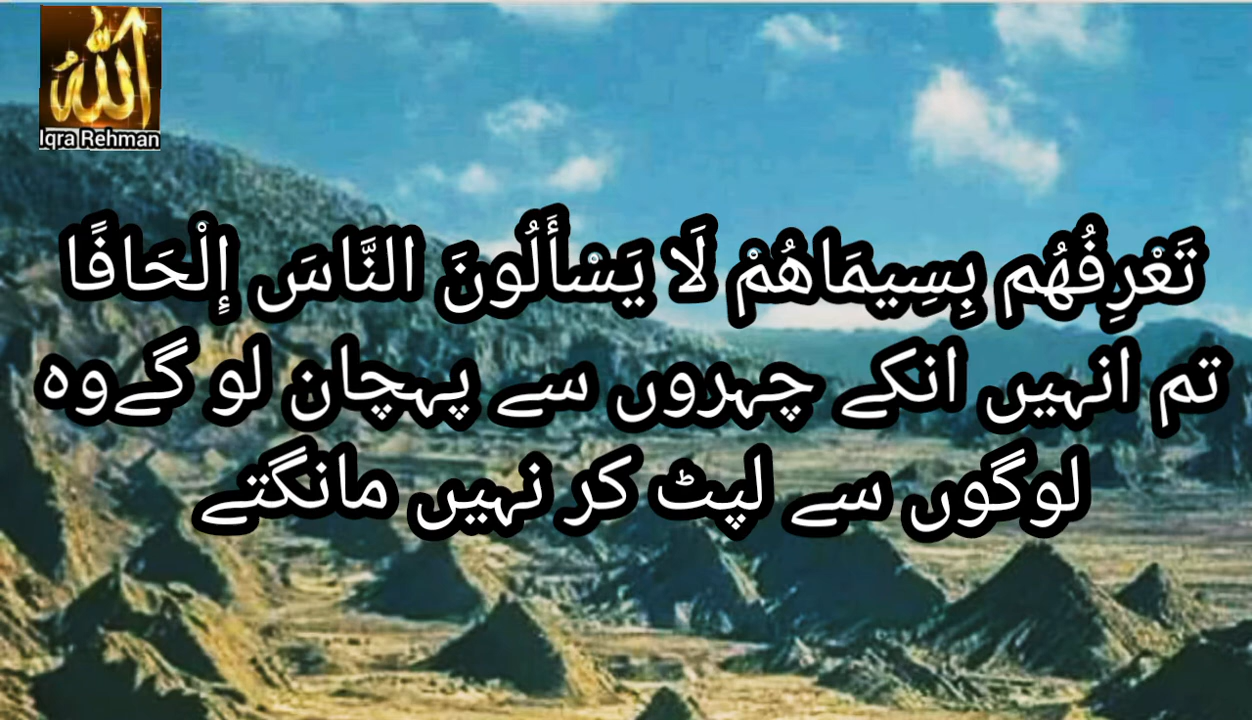 اللهُ
Iqra Rehman
تَعْرِفُهُم بِسِيمَاهُمْ لَا يَسْأَلُونَ النَّاسَ إِلْحَافًا
تم انہیں انکے چہروں سے پہچان لو گےوہ
لوگوں سے لپٹ کر نہیں مانگتے